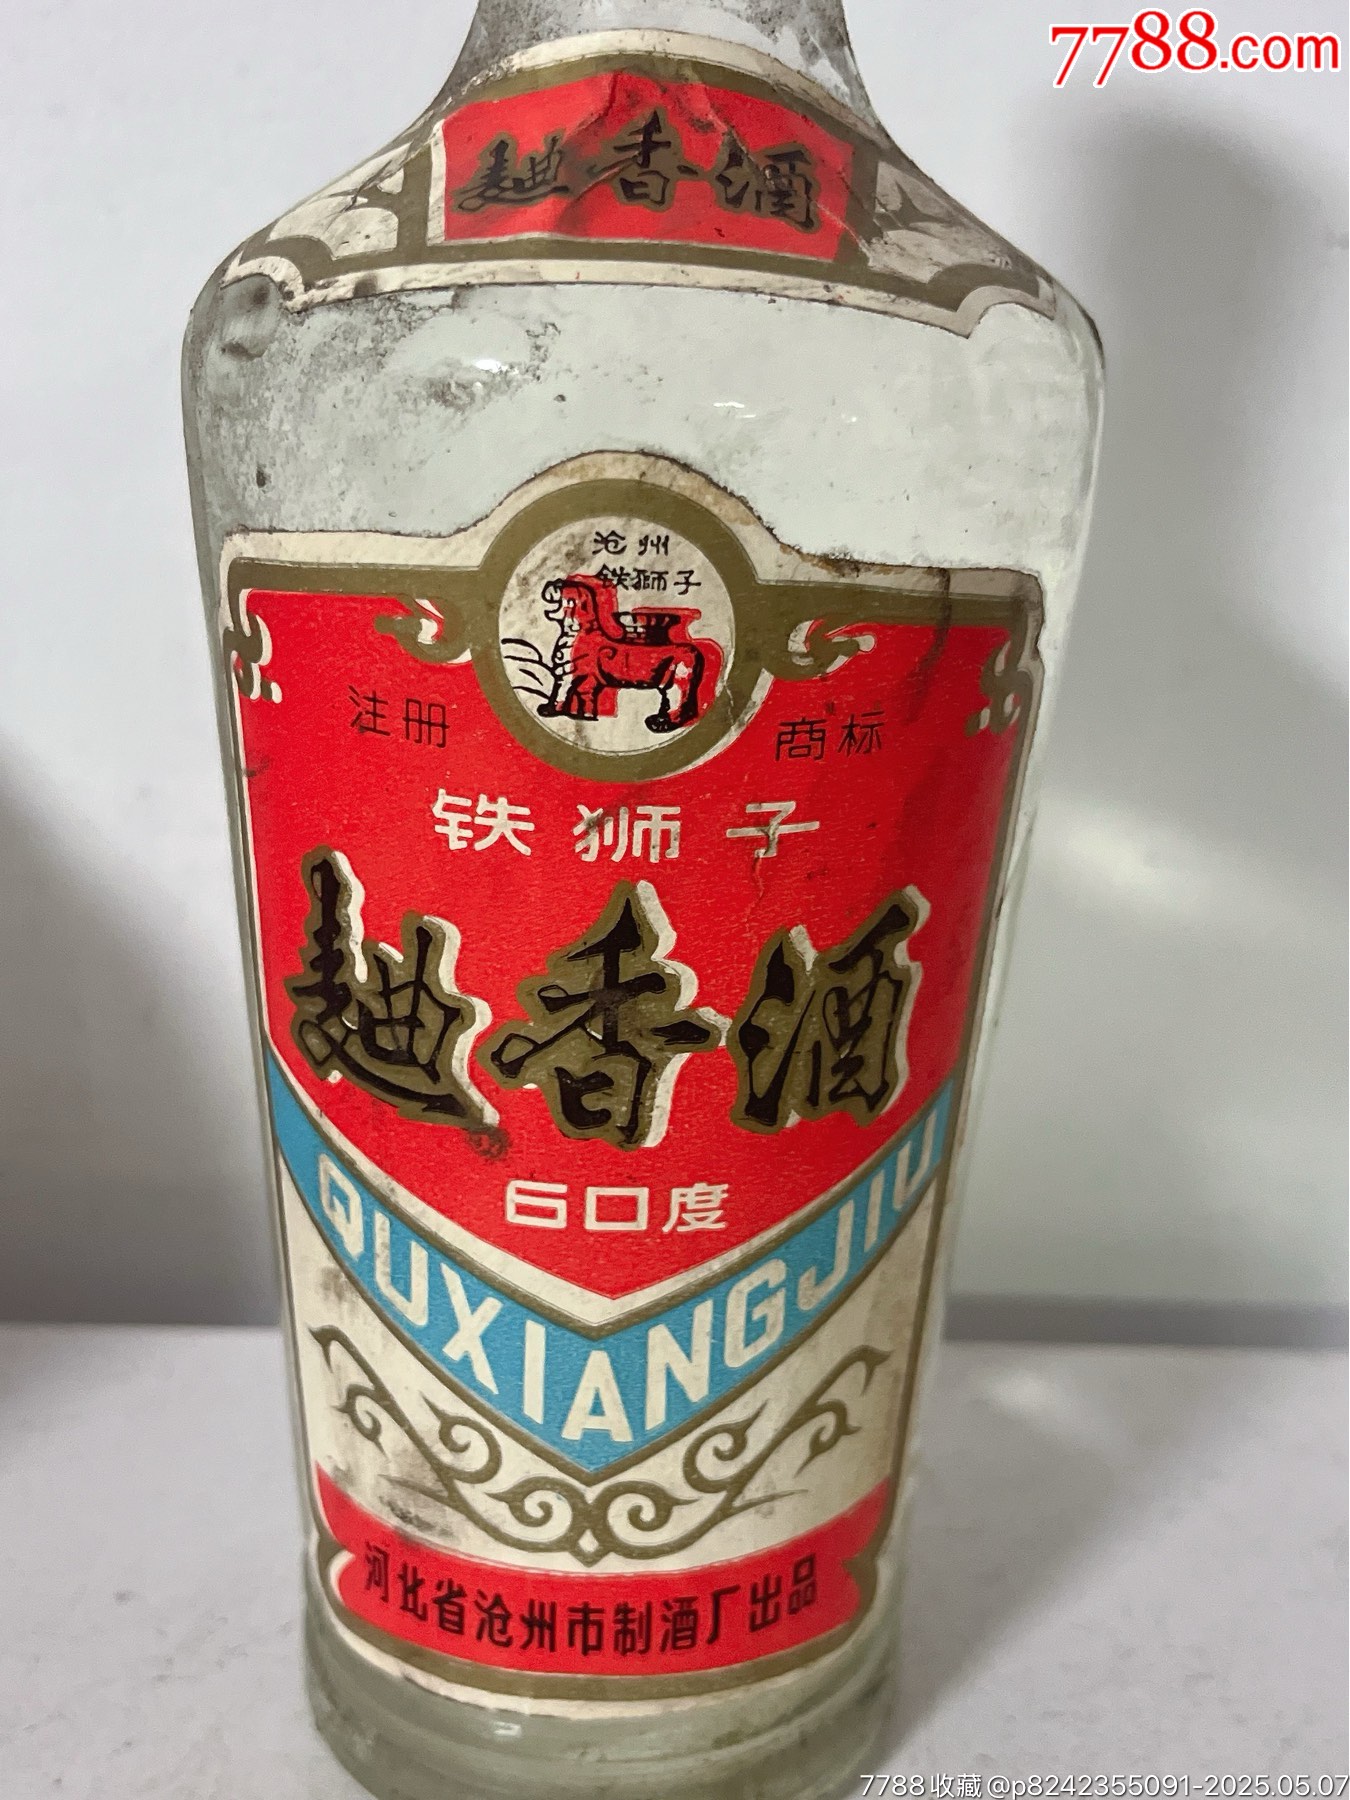 7788.com
麯香酒
沧州
铁狮子
注册 商标
铁狮子
麯香酒
60度
QUXIANGJIU
河北省沧州市制酒厂出品
7788收藏@p8242355091-2025.05.07